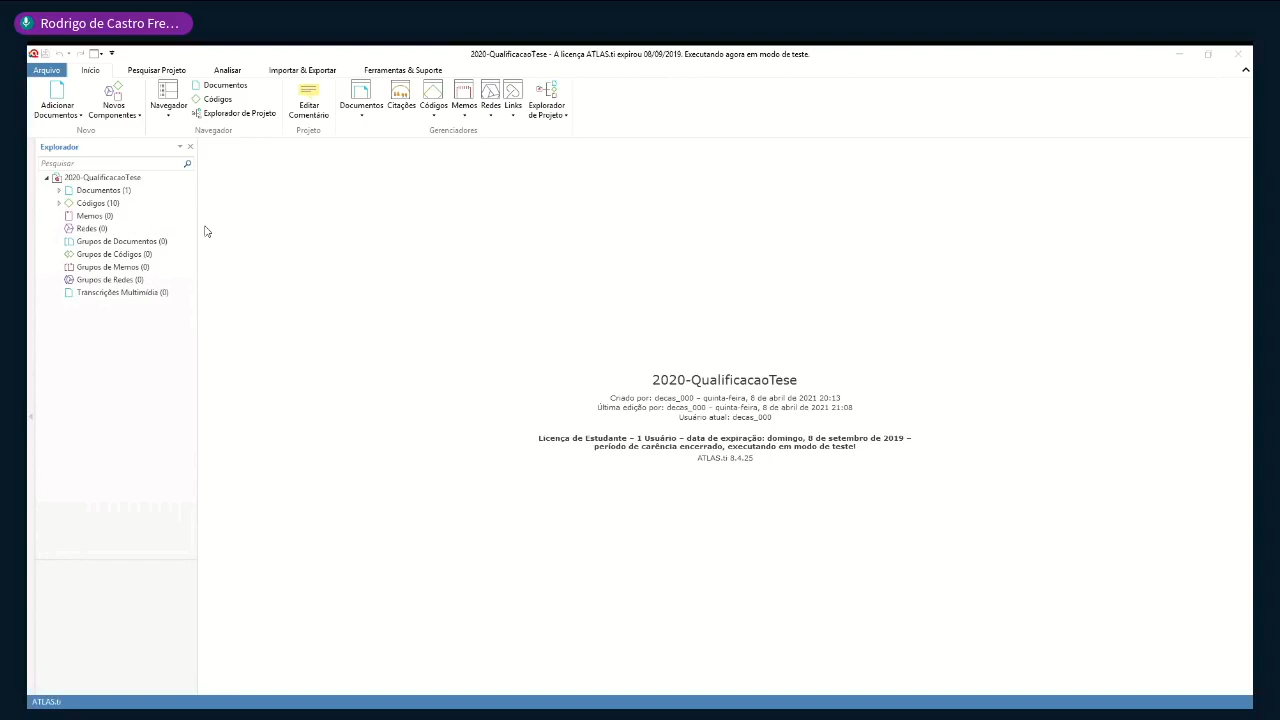 Rodrigo de Castro Fre...
2020-QualificacaoTese - A licença ATLAS.ti expirou 08/09/2019. Executando agora em modo de teste.
Arquivo
Início
Pesquisar Projeto
Analisar
Importar & Exportar
Ferramentas & Suporte
Adicionar
Documentos
Novos
Componentes
Novo
Navegador
Documentos
Códigos
Explorador de Projeto
Navegador
Editar
Comentário
Projeto
Documentos
Citações
Códigos
Memos
Redes
Links
Explorador
de Projeto
Gerenciadores
Explorador
Pesquisar
2020-QualificacaoTese
Documentos (1)
Códigos (10)
Memos (0)
Redes (0)
Grupos de Documentos (0)
Grupos de Códigos (0)
Grupos de Memos (0)
Grupos de Redes (0)
Transcrições Multimídia (0)
2020-QualificacaoTese
Criado por: decas_000 – quinta-feira, 8 de abril de 2021 20:13
Última edição por: decas_000 – quinta-feira, 8 de abril de 2021 21:08
Usuário atual: decas_000
Licença de Estudante – 1 Usuário – data de expiração: domingo, 8 de setembro de 2019 –
período de carência encerrado, executando em modo de teste!
ATLAS.ti 8.4.25
ATLAS.ti